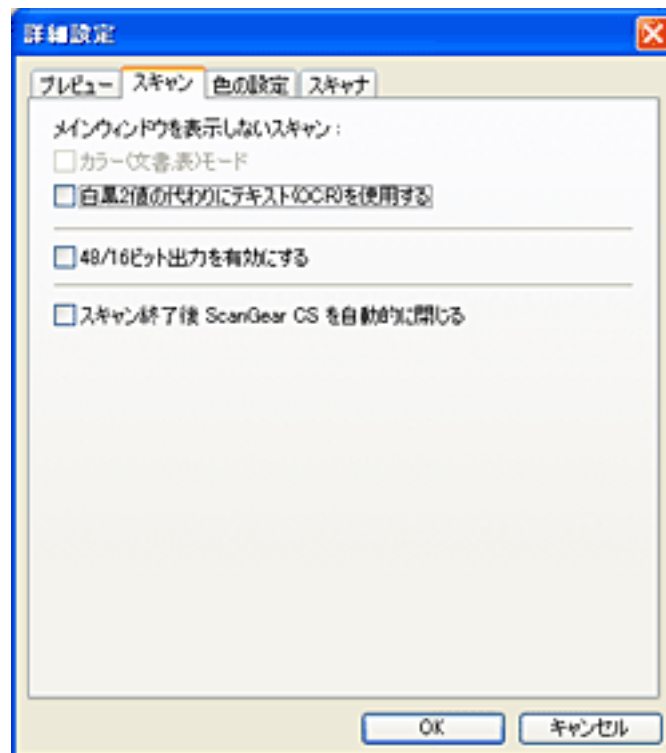 詳細設定
プレビュー スキャン 色の設定 スキャナ
メインウィンドウを表示しないスキャン:
カラー(文書,表)モード
白黒2値の代わりにテキスト(OCR)を使用する
48/16ビット出力を有効にする
スキャン終了後 ScanGear CS を自動的に閉じる
OK キャンセル